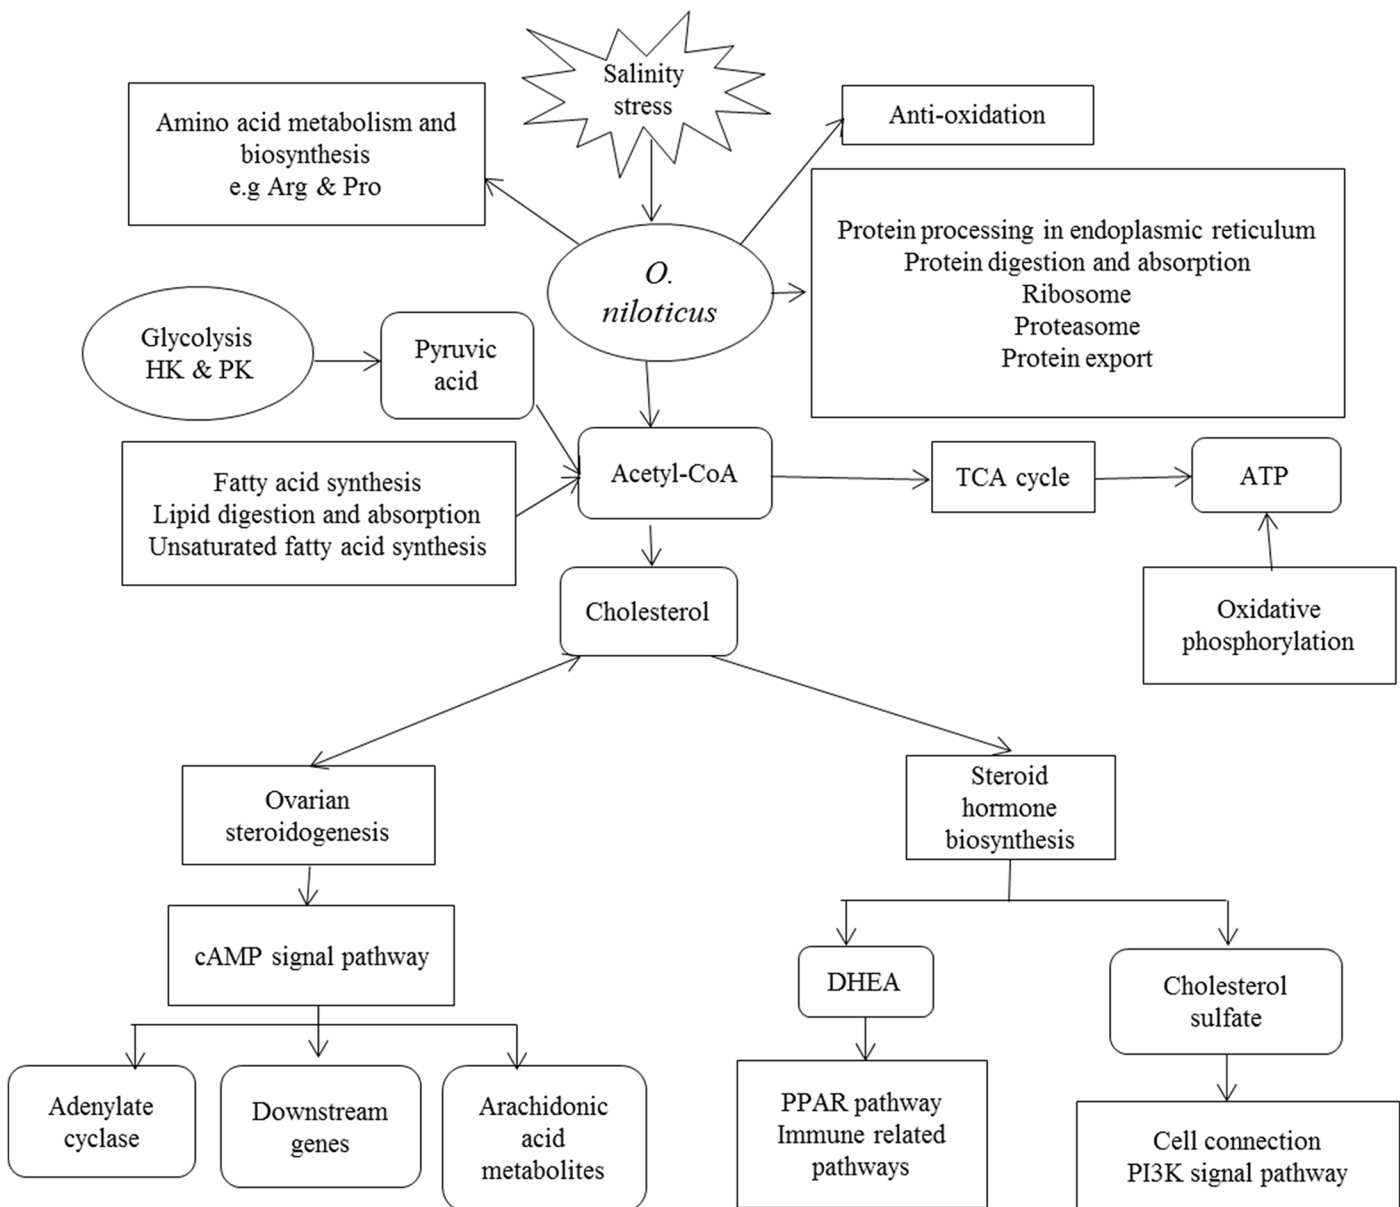 Salinity
stress
Amino acid metabolism and
biosynthesis
e.g Arg & Pro
Anti-oxidation
Protein processing in endoplasmic reticulum
Protein digestion and absorption
Ribosome
Proteasome
Protein export
O.
niloticus
Glycolysis
HK & PK
Pyruvic
acid
Fatty acid synthesis
Lipid digestion and absorption
Unsaturated fatty acid synthesis
Acetyl-CoA
TCA cycle
ATP
Cholesterol
Oxidative
phosphorylation
Ovarian
steroidogenesis
Steroid
hormone
biosynthesis
cAMP signal pathway
DHEA
Cholesterol
sulfate
Adenylate
cyclase
Downstream
genes
Arachidonic
acid
metabolites
PPAR pathway
Immune related
pathways
Cell connection
PI3K signal pathway